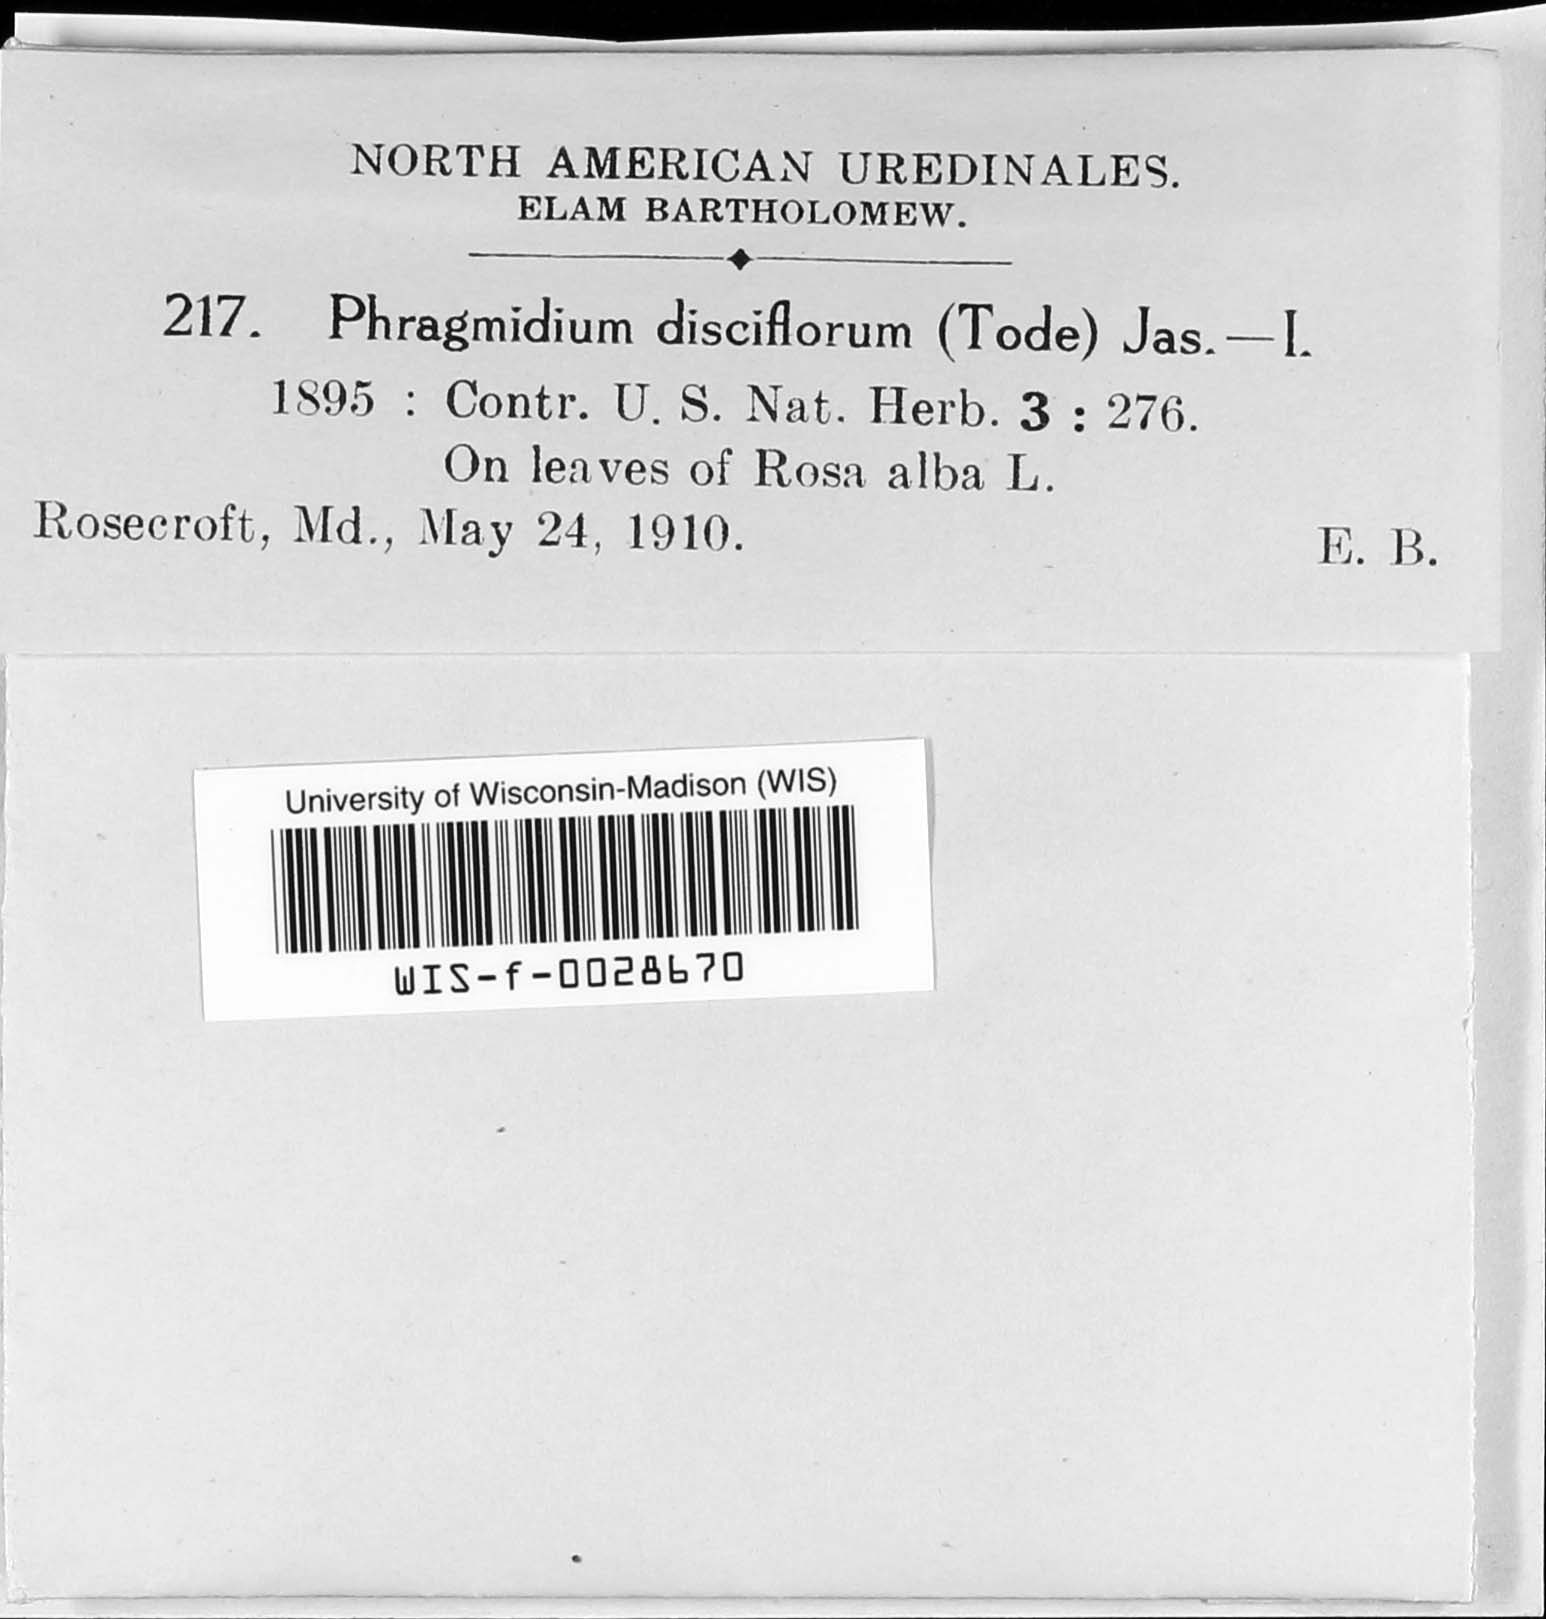 NORTH AMERICAN UREDINALES.
ELAM BARTHOLOMEW.
217. Phragmidium disciflorum (Tode) Jas.—I.
1895 : Contr. U. S. Nat. Herb. 3 : 276.
On leaves of Rosa alba L.
Rosecroft, Md., May 24, 1910. E. B.
University of Wisconsin-Madison (WIS)
WIS-f-0028670